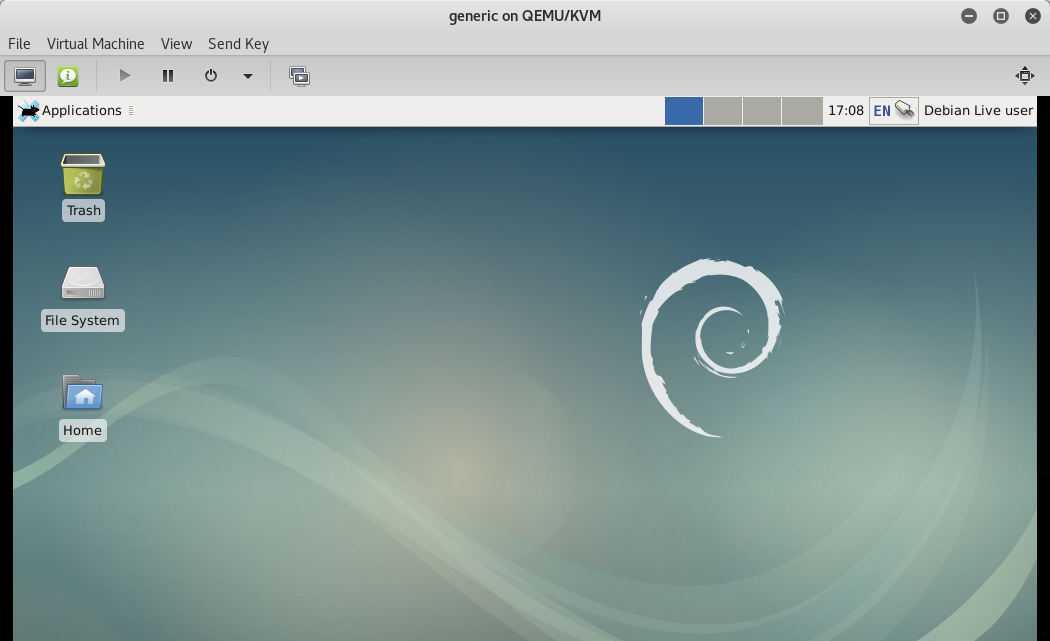 generic on QEMU/KVM
File Virtual Machine View Send Key
Applications 17:08 EN Debian Live user
Trash
File System
Home